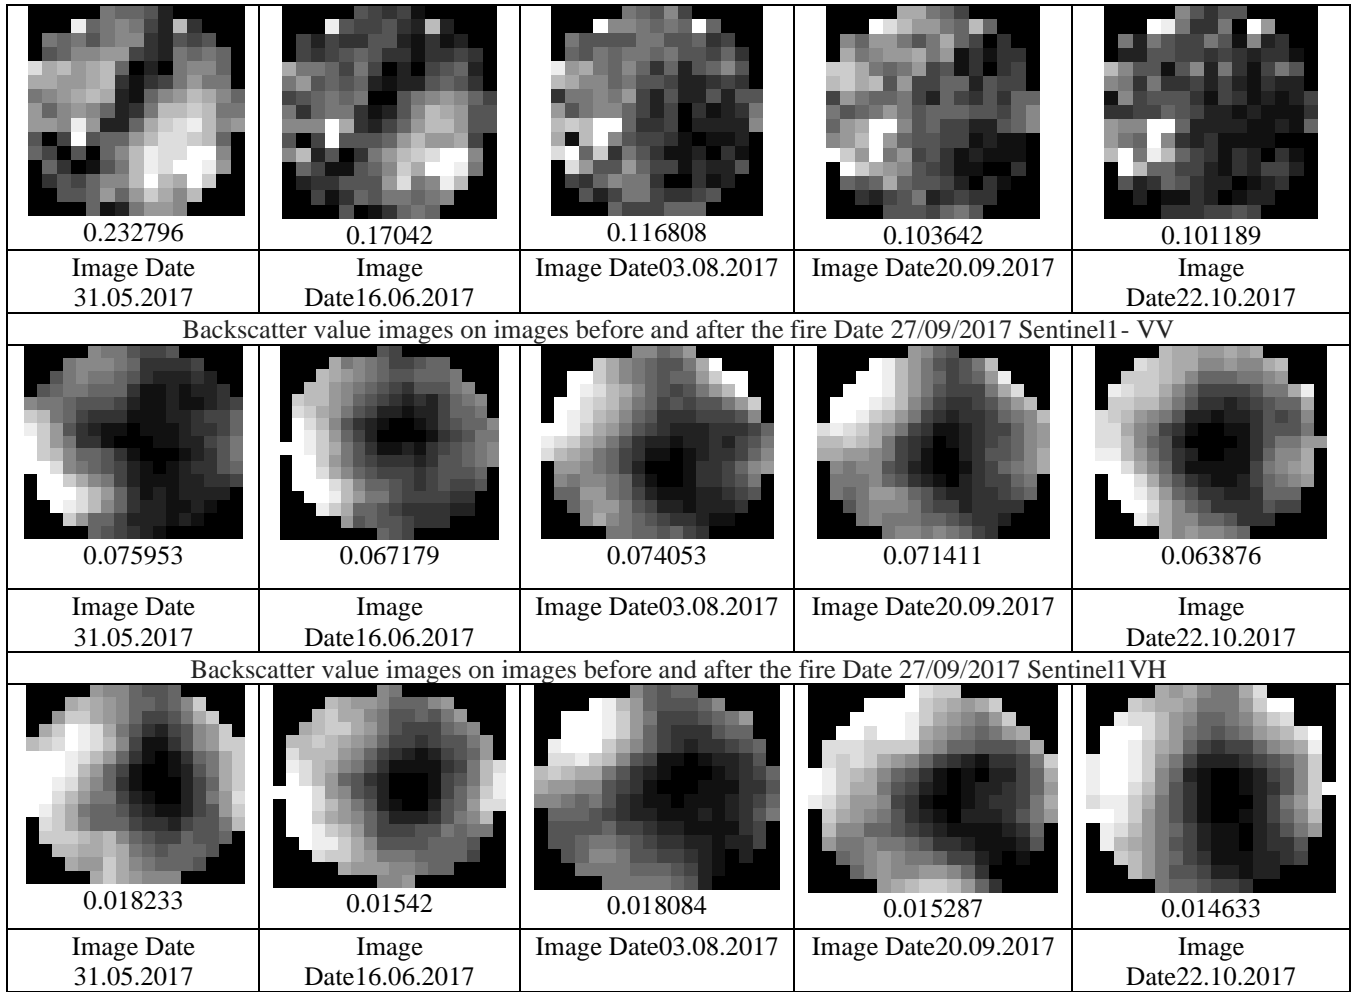 0.232796 0.17042 0.116808 0.103642 0.101189
Image Date Image Image Date03.08.2017 Image Date20.09.2017 Image
31.05.2017 Date16.06.2017 Date22.10.2017
Backscatter value images on images before and after the fire Date 27/09/2017 Sentinel1- VV
0.075953 0.067179 0.074053 0.071411 0.063876
Image Date Image Image Date03.08.2017 Image Date20.09.2017 Image
31.05.2017 Date16.06.2017 Date22.10.2017
Backscatter value images on images before and after the fire Date 27/09/2017 Sentinel1VH
0.018233 0.01542 0.018084 0.015287 0.014633
Image Date Image Image Date03.08.2017 Image Date20.09.2017 Image
31.05.2017 Date16.06.2017 Date22.10.2017